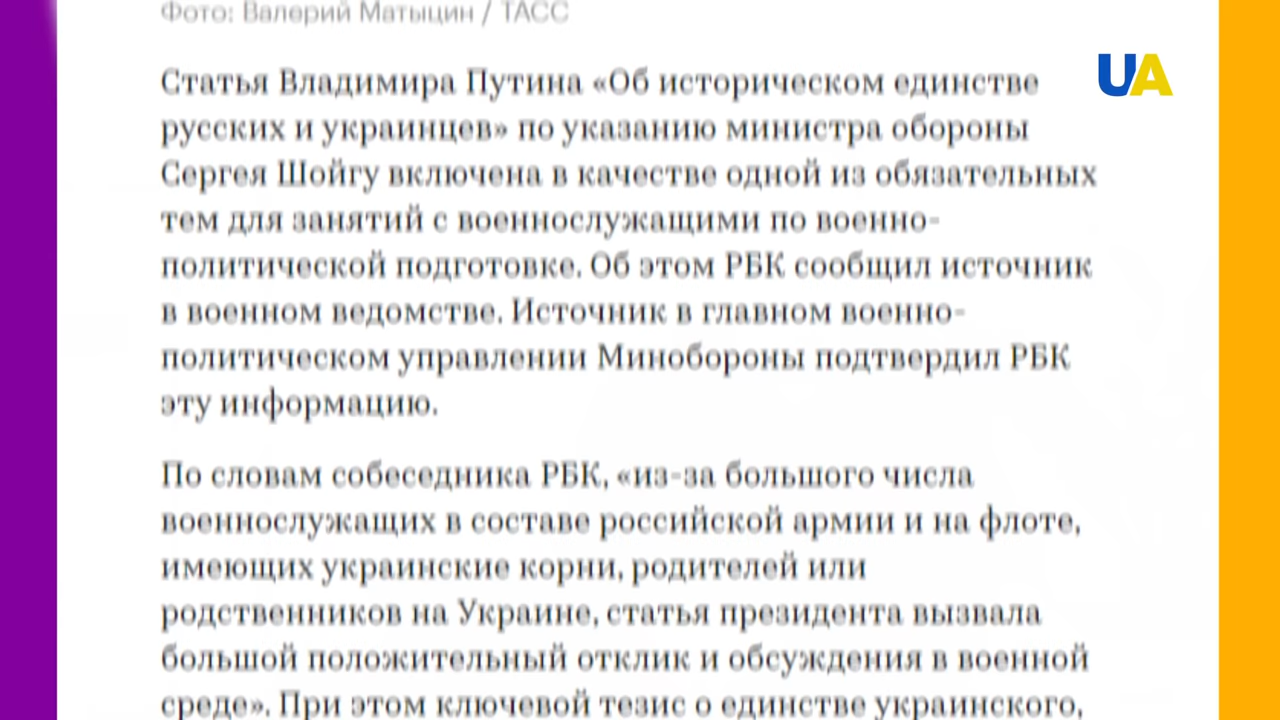 Фото: Валерий Матыцин / ТАСС
UA
Статья Владимира Путина «Об историческом единстве
русских и украинцев» по указанию министра обороны
Сергея Шойгу включена в качестве одной из обязательных
тем для занятий с военнослужащими по военно-
политической подготовке. Об этом РБК сообщил источник
в военном ведомстве. Источник в главном военно-
политическом управлении Минобороны подтвердил РБК
эту информацию.
По словам собеседника РБК, «из-за большого числа
военнослужащих в составе российской армии и на флоте,
имеющих украинские корни, родителей или
родственников на Украине, статья президента вызвала
большой положительный отклик и обсуждения в военной
среде». При этом ключевой тезис о единстве украинского,